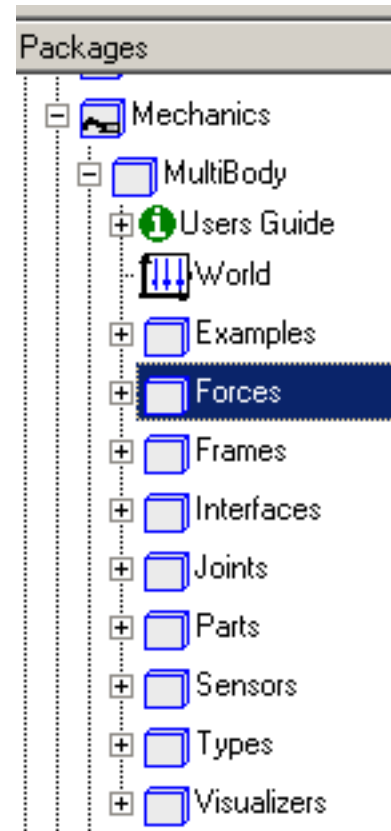 Packages
Mechanics
MultiBody
Users Guide
World
Examples
Forces
Frames
Interfaces
Joints
Parts
Sensors
Types
Visualizers